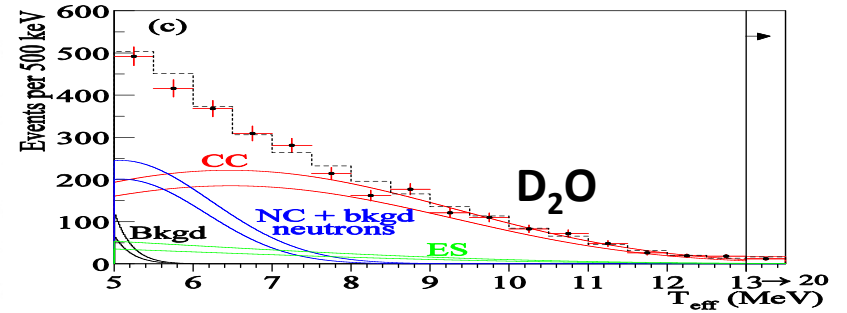 600
(c)
500
400
300
200
100
0
Events per 500 keV
CC
D₂O
NC + bkgd
neutrons
Bkgd
ES
5 6 7 8 9 10 11 12 13 → 20
T_eff (MeV)